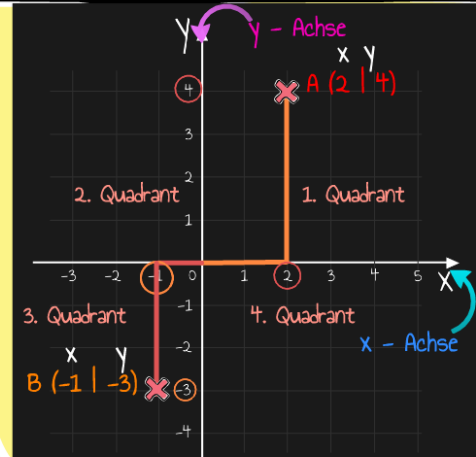 y y - Achse
x y
4 A (2 | 4)
3
2
2. Quadrant 1. Quadrant
1
-3 -2 -1 0 1 2 3 4 5 x
-1
3. Quadrant 4. Quadrant
-2 x - Achse
x y
B (-1 | -3) -3
-4